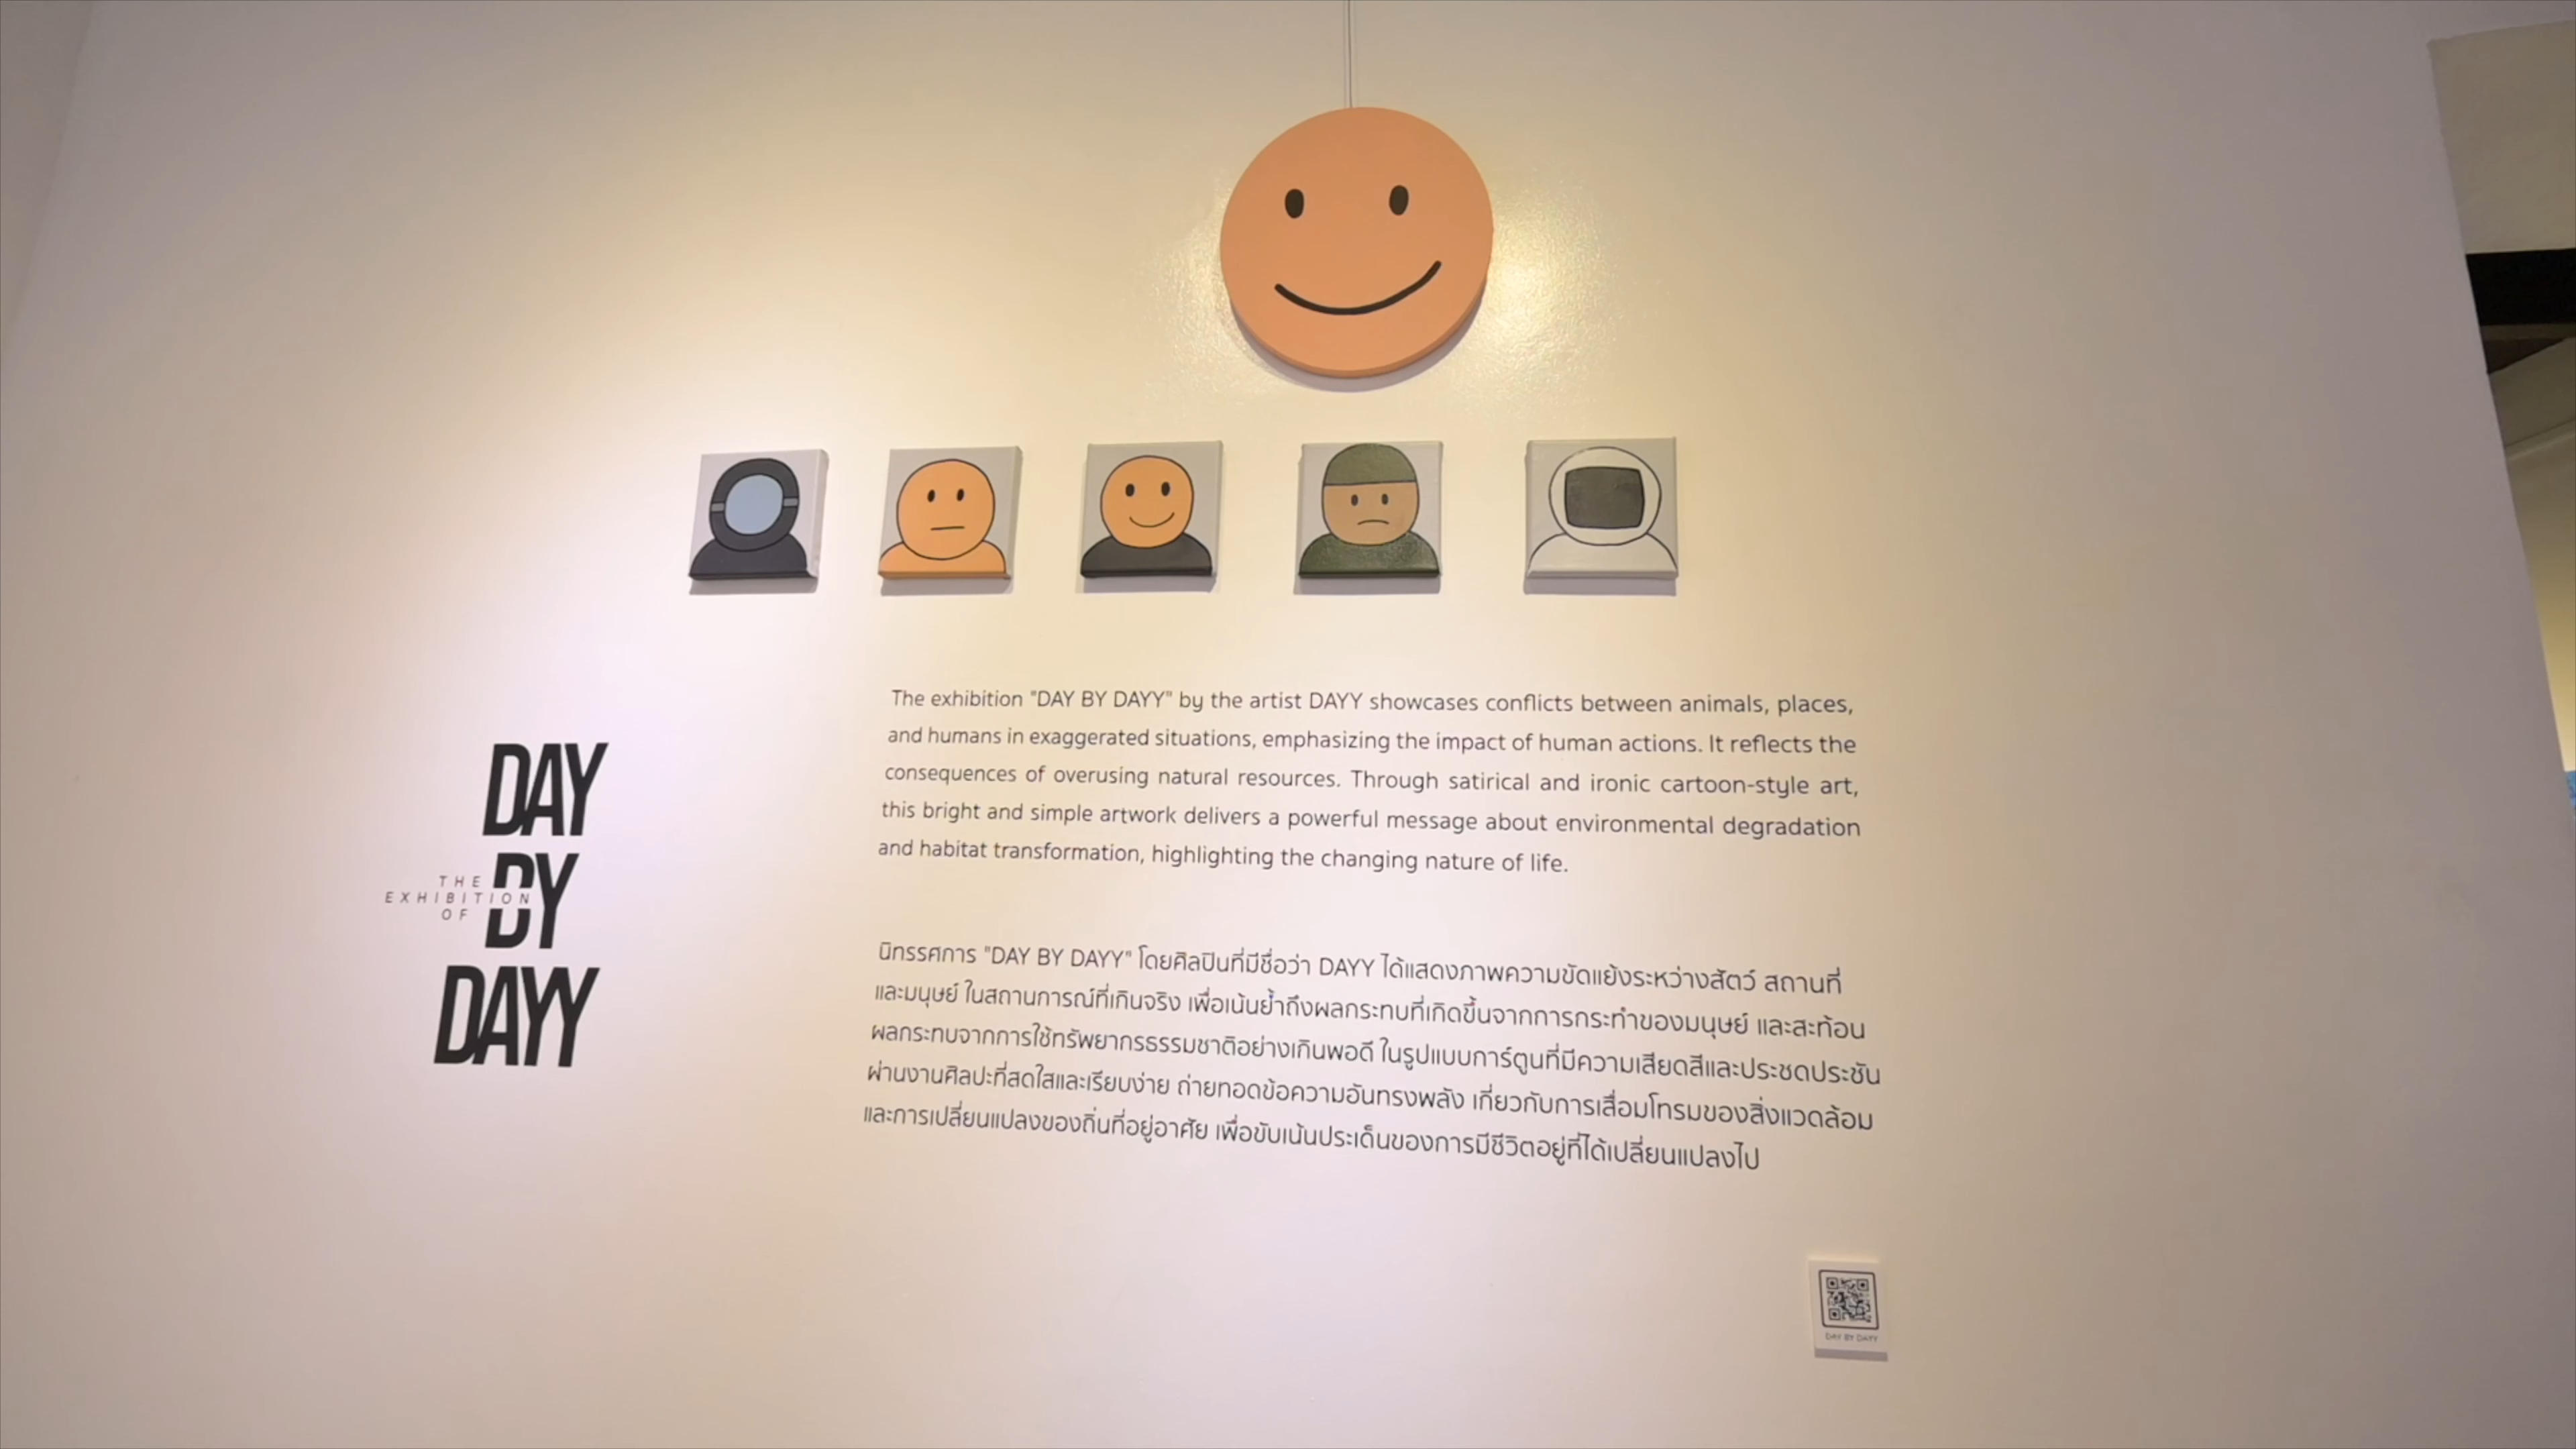 DAY
BY
DAYY
THE
EXHIBITION
OF
The exhibition "DAY BY DAYY" by the artist DAYY showcases conflicts between animals, places,
and humans in exaggerated situations, emphasizing the impact of human actions. It reflects the
consequences of overusing natural resources. Through satirical and ironic cartoon-style art,
this bright and simple artwork delivers a powerful message about environmental degradation
and habitat transformation, highlighting the changing nature of life.
นิทรรศการ "DAY BY DAYY" โดยศิลปินที่มีชื่อว่า DAYY ได้แสดงภาพความขัดแย้งระหว่างสัตว์ สถานที่
และมนุษย์ ในสถานการณ์ที่เกินจริง เพื่อเน้นย้ำถึงผลกระทบที่เกิดขึ้นจากการกระทำของมนุษย์ และสะท้อน
ผลกระทบจากการใช้ทรัพยากรธรรมชาติอย่างเกินพอดี ในรูปแบบการ์ตูนที่มีความเสียดสีและประชดประชัน
ผ่านงานศิลปะที่สดใสและเรียบง่าย ถ่ายทอดข้อความอันทรงพลัง เกี่ยวกับการเสื่อมโทรมของสิ่งแวดล้อม
และการเปลี่ยนแปลงของถิ่นที่อยู่อาศัย เพื่อขับเน้นประเด็นของการมีชีวิตอยู่ที่ได้เปลี่ยนแปลงไป
DAY BY DAYY